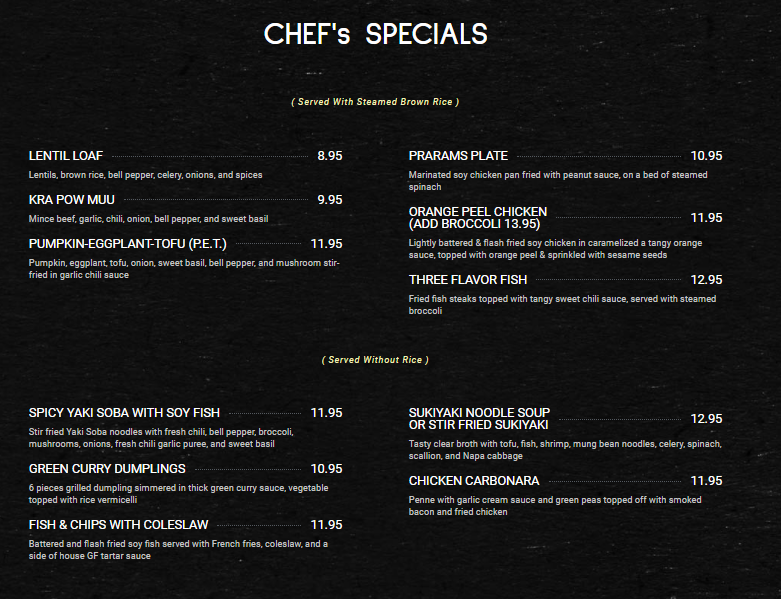 CHEF's SPECIALS
( Served With Steamed Brown Rice )
LENTIL LOAF 8.95
Lentils, brown rice, bell pepper, celery, onions, and spices
KRA POW MUU 9.95
Mince beef, garlic, chili, onion, bell pepper, and sweet basil
PUMPKIN-EGGPLANT-TOFU (P.E.T.) 11.95
Pumpkin, eggplant, tofu, onion, sweet basil, bell pepper, and mushroom stir-
fried in garlic chili sauce
PRARAMS PLATE 10.95
Marinated soy chicken pan fried with peanut sauce, on a bed of steamed
spinach
ORANGE PEEL CHICKEN
(ADD BROCCOLI 13.95) 11.95
Lightly battered & flash fried soy chicken in caramelized a tangy orange
sauce, topped with orange peel & sprinkled with sesame seeds
THREE FLAVOR FISH 12.95
Fried fish steaks topped with tangy sweet chili sauce, served with steamed
broccoli
( Served Without Rice )
SPICY YAKI SOBA WITH SOY FISH 11.95
Stir fried Yaki Soba noodles with fresh chili, bell pepper, broccoli,
mushrooms, onions, fresh chili garlic puree, and sweet basil
GREEN CURRY DUMPLINGS 10.95
6 pieces grilled dumpling simmered in thick green curry sauce, vegetable
topped with rice vermicelli
FISH & CHIPS WITH COLESLAW 11.95
Battered and flash fried soy fish served with French fries, coleslaw, and a
side of house GF tartar sauce
SUKIYAKI NOODLE SOUP
OR STIR FRIED SUKIYAKI 12.95
Tasty clear broth with tofu, fish, shrimp, mung bean noodles, celery, spinach,
scallion, and Napa cabbage
CHICKEN CARBONARA 11.95
Penne with garlic cream sauce and green peas topped off with smoked
bacon and fried chicken